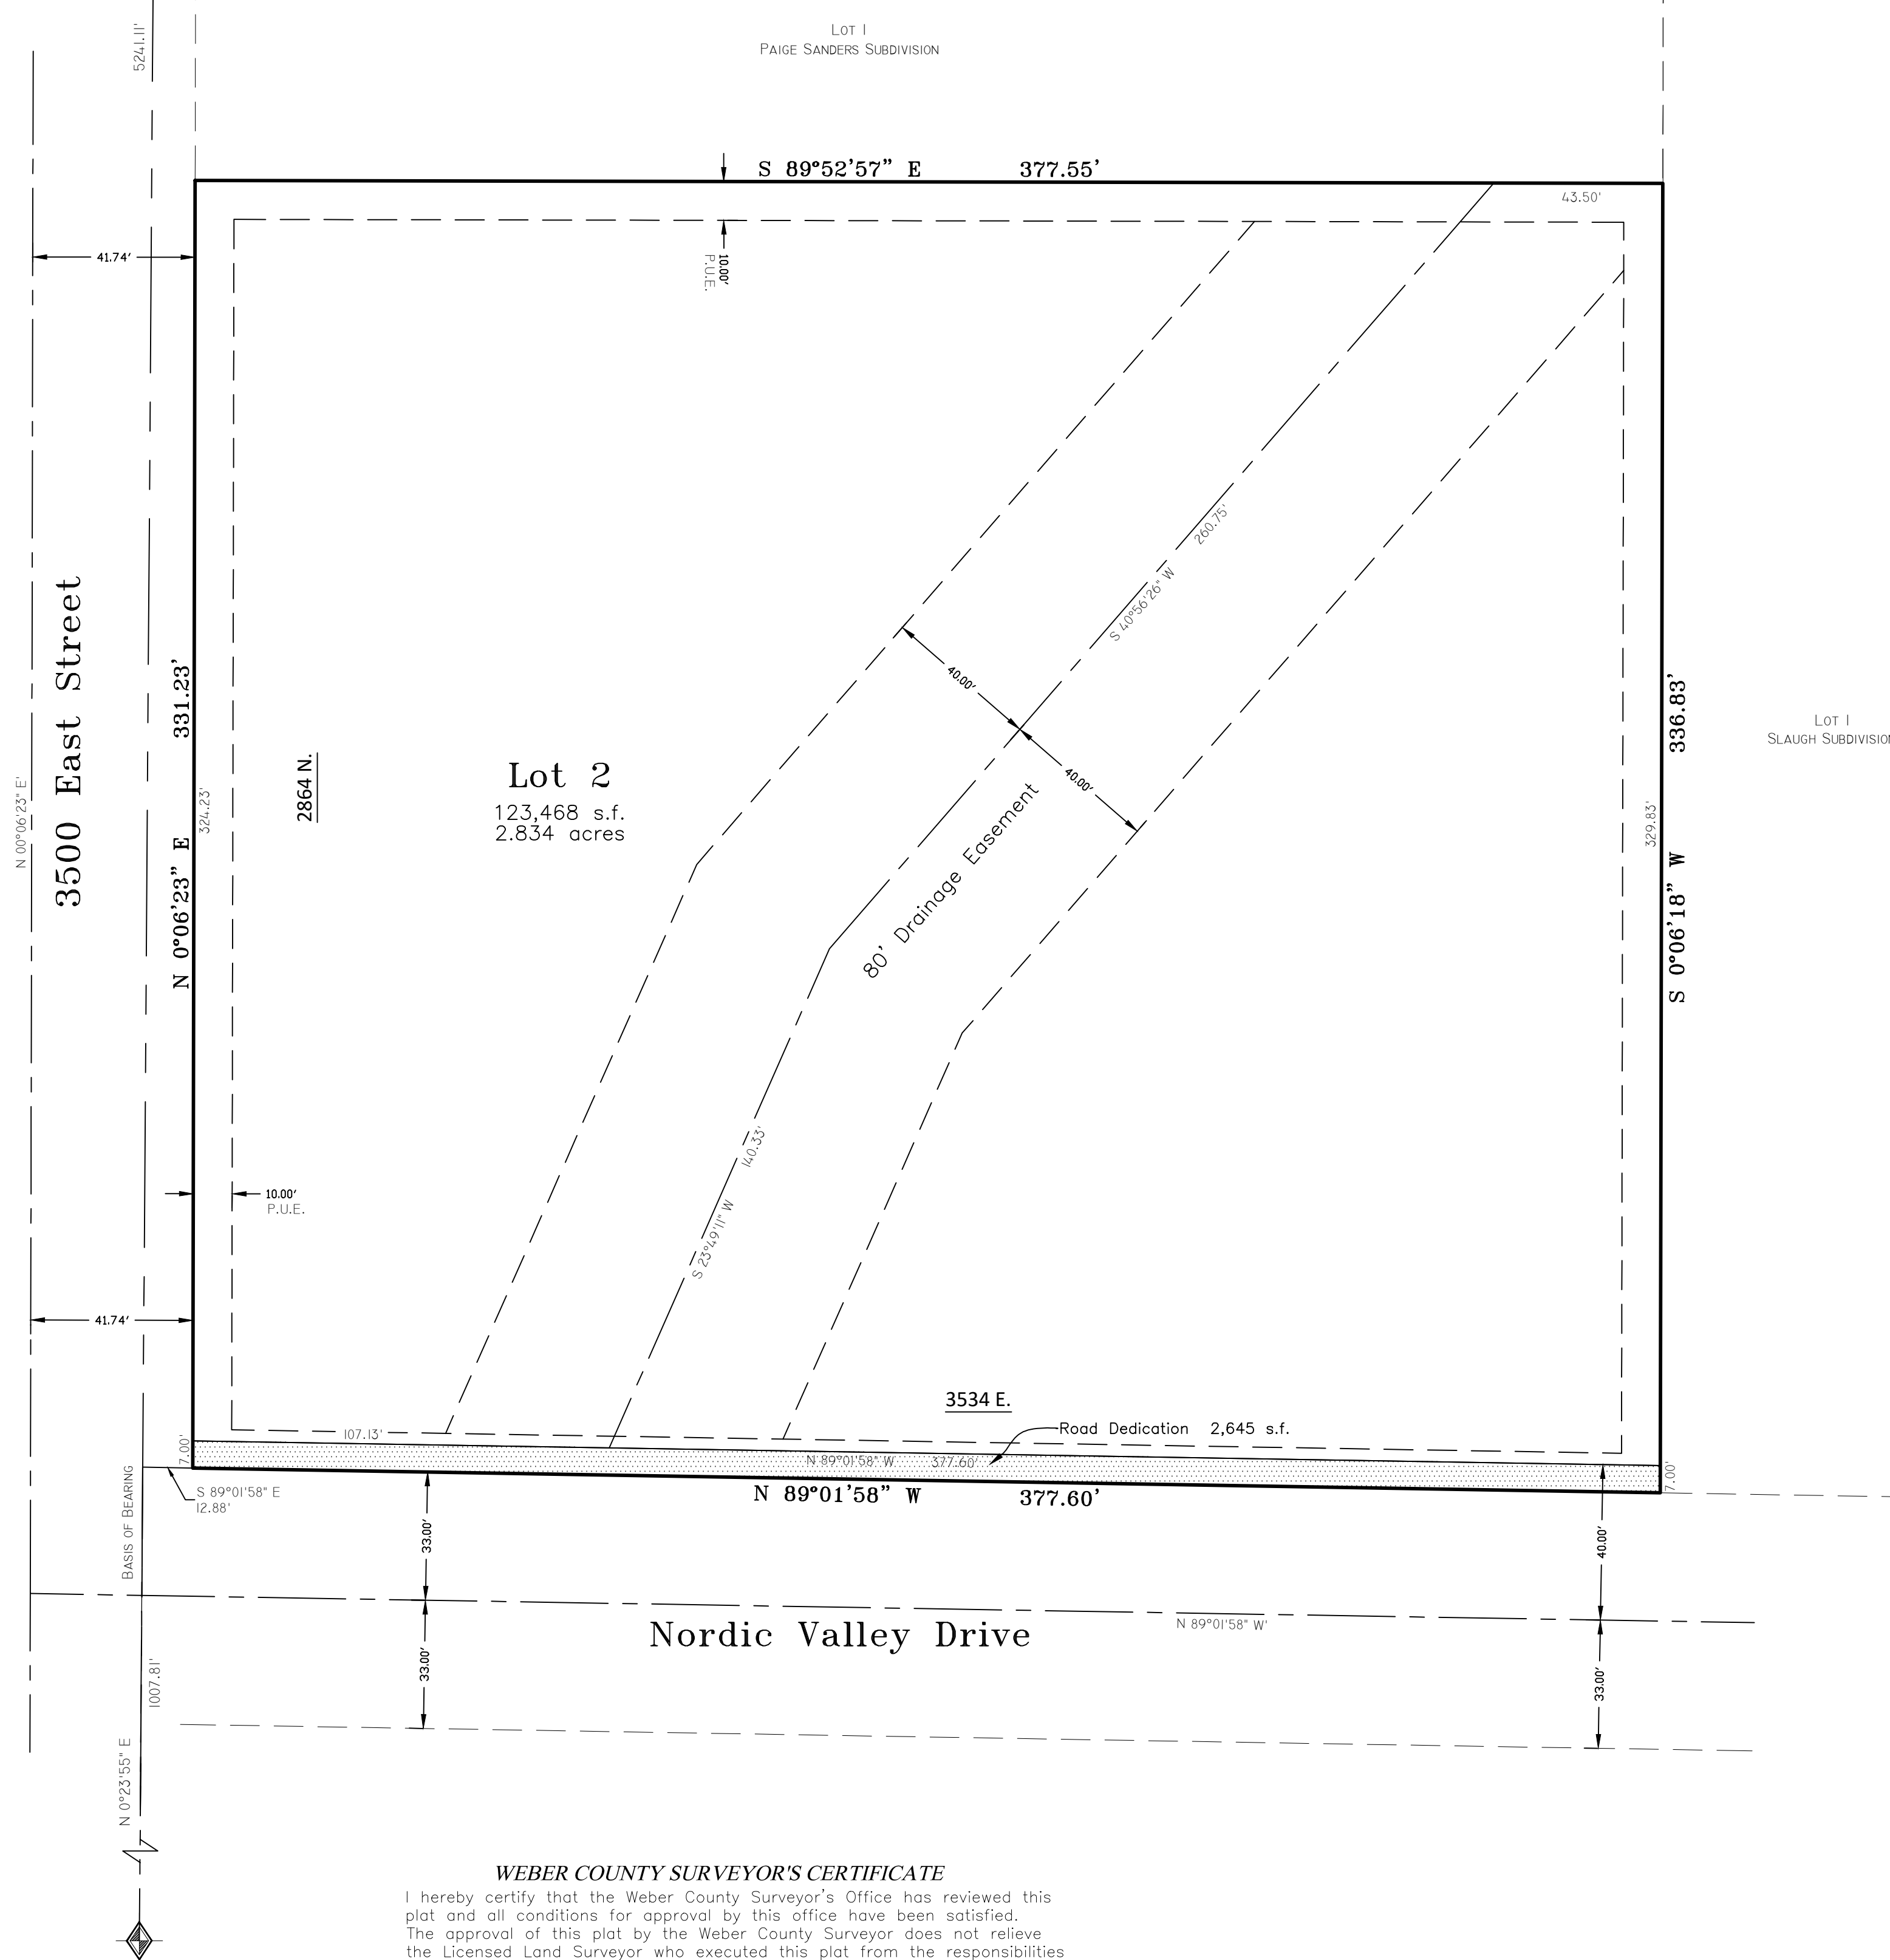 5241.11'
LOT 1
PAIGE SANDERS SUBDIVISION
S 89°52'57" E 377.55'
43.50'
41.74'
10.00'
P.U.E.
S 40°56'26" W 260.75'
40.00'
40.00'
80' Drainage Easement
3500 East Street
N 00°06'23" E'
N 0°06'23" E 331.23'
324.23'
2864 N.
Lot 2
123,468 s.f.
2.834 acres
S 0°06'18" W 336.83'
329.83'
LOT 1
SLAUGH SUBDIVISION
S 23°49'11" W 140.33'
10.00'
P.U.E.
41.74'
3534 E.
Road Dedication 2,645 s.f.
107.13'
7.00'
N 89°01'58" W 377.60'
7.00'
N 89°01'58" W 377.60'
S 89°01'58" E
12.88'
BASIS OF BEARING
33.00'
40.00'
Nordic Valley Drive
N 89°01'58" W'
33.00'
33.00'
N 0°23'55" E 1007.81'
WEBER COUNTY SURVEYOR'S CERTIFICATE
I hereby certify that the Weber County Surveyor's Office has reviewed this
plat and all conditions for approval by this office have been satisfied.
The approval of this plat by the Weber County Surveyor does not relieve
the Licensed Land Surveyor who executed this plat from the responsibilities